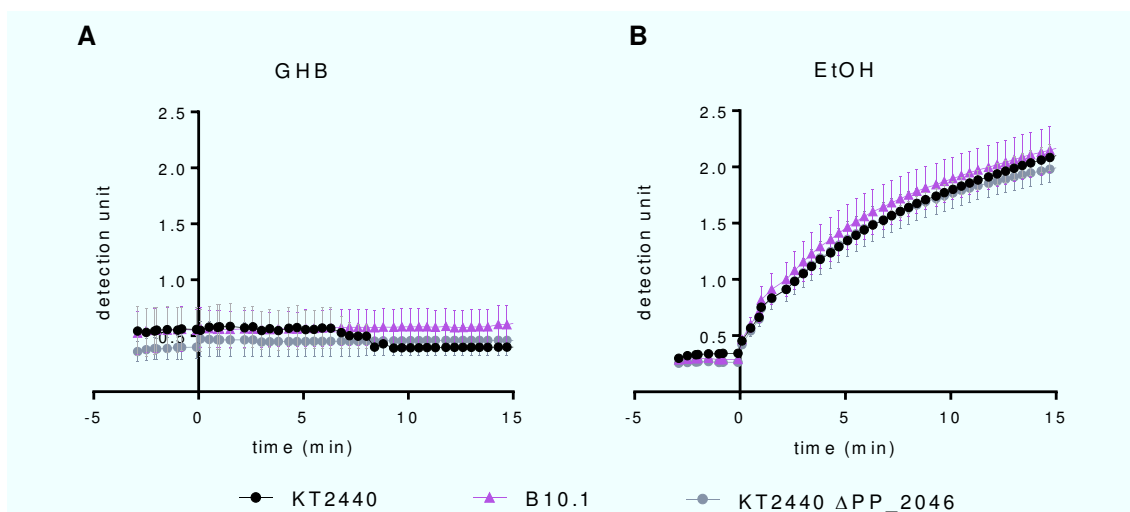 A
B
GHB
EtOH
2.5
2.0
1.5
1.0
0.5
detection unit
-5 0 5 10 15
time (min)
2.5
2.0
1.5
1.0
0.5
detection unit
-5 0 5 10 15
time (min)
KT2440 B10.1 KT2440 ΔPP_2046